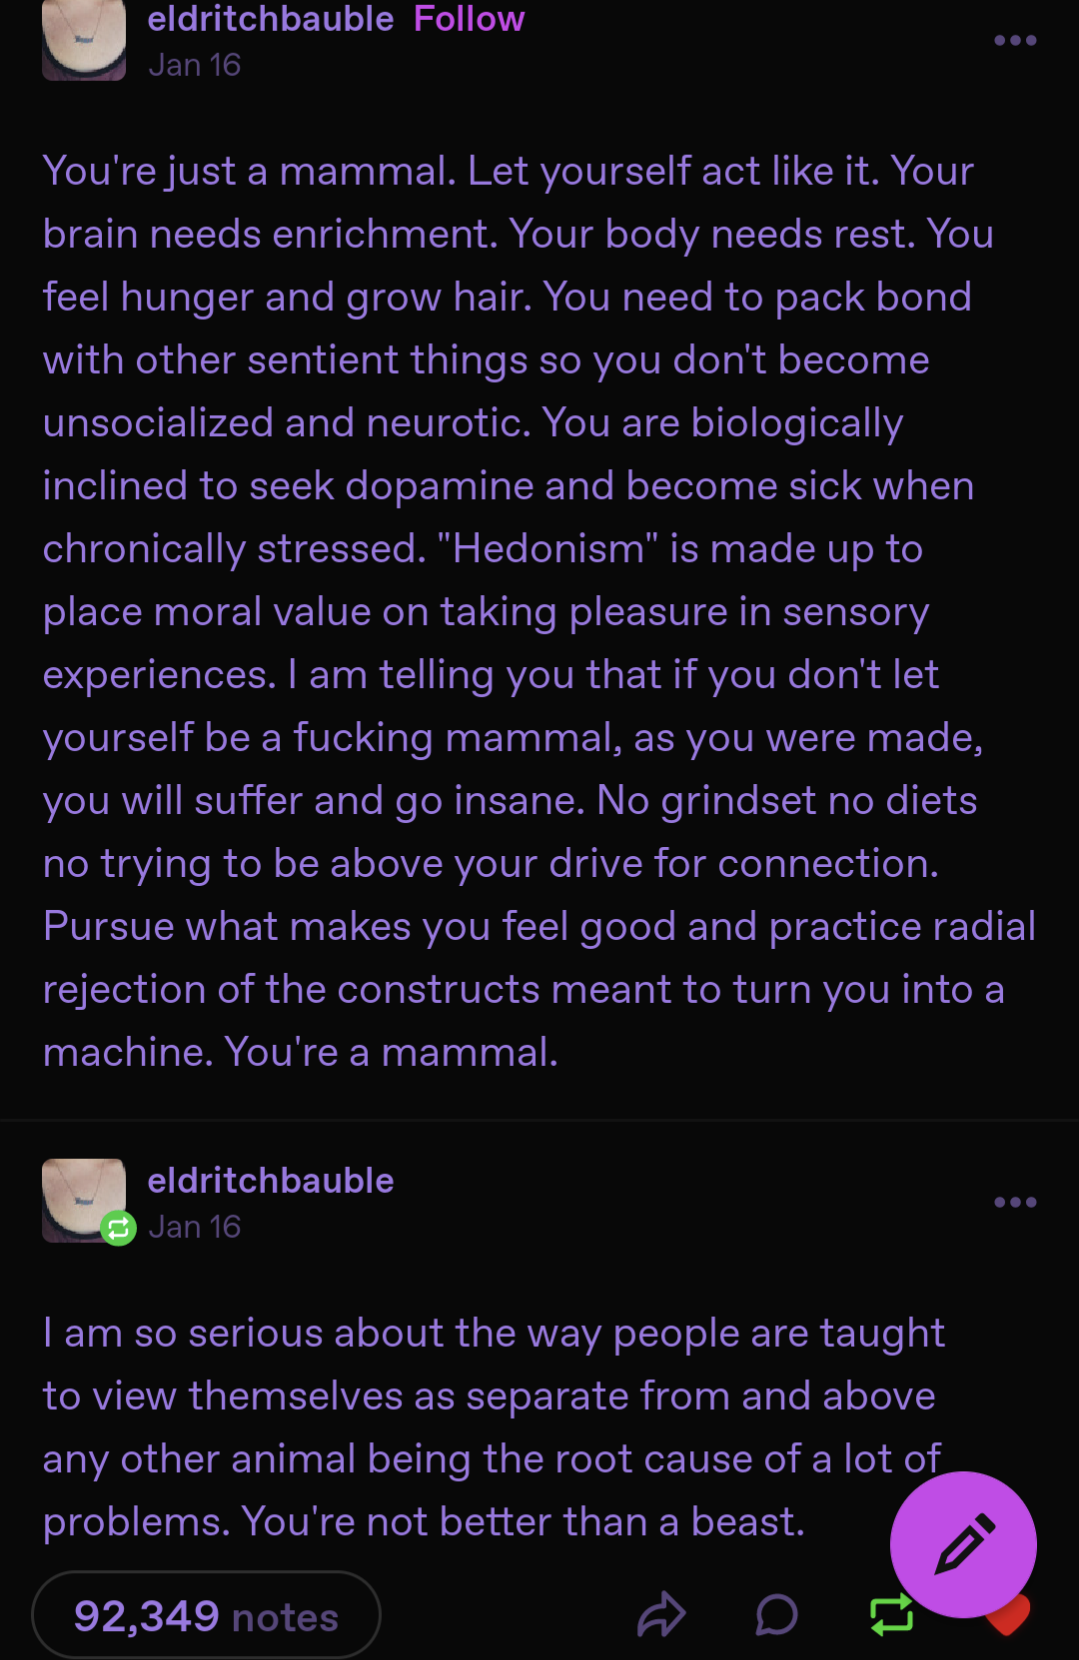 eldritchbauble Follow
Jan 16
You're just a mammal. Let yourself act like it. Your
brain needs enrichment. Your body needs rest. You
feel hunger and grow hair. You need to pack bond
with other sentient things so you don't become
unsocialized and neurotic. You are biologically
inclined to seek dopamine and become sick when
chronically stressed. "Hedonism" is made up to
place moral value on taking pleasure in sensory
experiences. I am telling you that if you don't let
yourself be a fucking mammal, as you were made,
you will suffer and go insane. No grindset no diets
no trying to be above your drive for connection.
Pursue what makes you feel good and practice radial
rejection of the constructs meant to turn you into a
machine. You're a mammal.
eldritchbauble
Jan 16
I am so serious about the way people are taught
to view themselves as separate from and above
any other animal being the root cause of a lot of
problems. You're not better than a beast.
92,349 notes